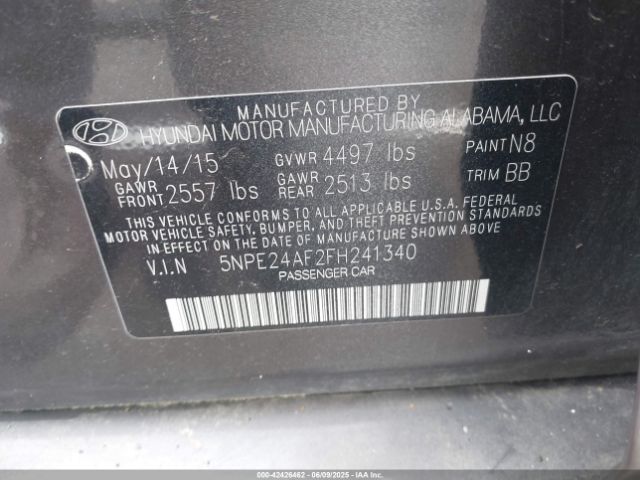 MANUFACTURED BY
HYUNDAI MOTOR MANUFACTURING ALABAMA, LLC
May/14/15 GVWR 4497 lbs PAINT N8
GAWR FRONT 2557 lbs GAWR REAR 2513 lbs TRIM BB
THIS VEHICLE CONFORMS TO ALL APPLICABLE U.S.A. FEDERAL
MOTOR VEHICLE SAFETY, BUMPER, AND THEFT PREVENTION STANDARDS
IN EFFECT ON THE DATE OF MANUFACTURE SHOWN ABOVE.
V.I.N 5NPE24AF2FH241340
PASSENGER CAR
000-42426462 - 06/09/2025 - IAA Inc.